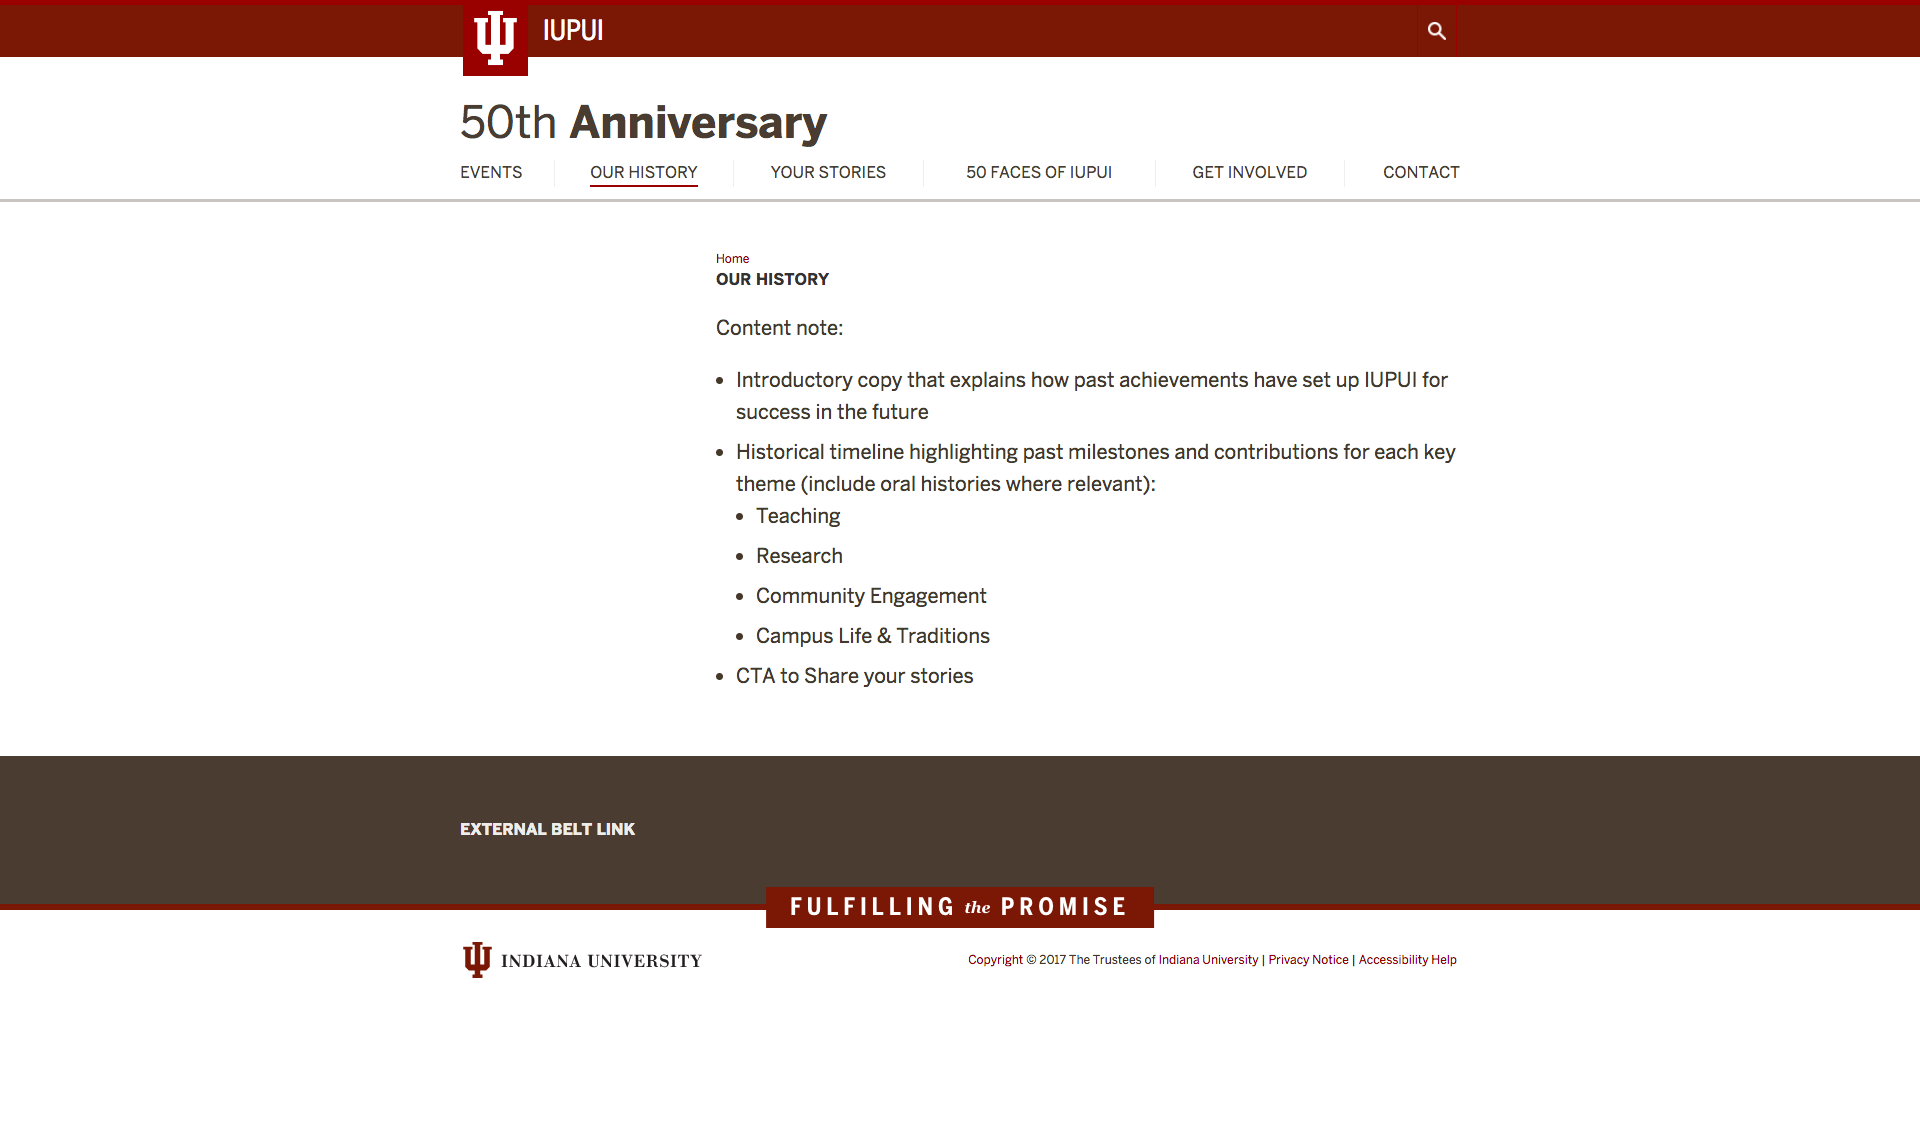 IUPUI
50th Anniversary
EVENTS
OUR HISTORY
YOUR STORIES
50 FACES OF IUPUI
GET INVOLVED
CONTACT
Home
OUR HISTORY
Content note:
Introductory copy that explains how past achievements have set up IUPUI for
success in the future
Historical timeline highlighting past milestones and contributions for each key
theme (include oral histories where relevant):
Teaching
Research
Community Engagement
Campus Life & Traditions
CTA to Share your stories
EXTERNAL BELT LINK
FULFILLING the PROMISE
INDIANA UNIVERSITY
Copyright © 2017 The Trustees of Indiana University | Privacy Notice | Accessibility Help